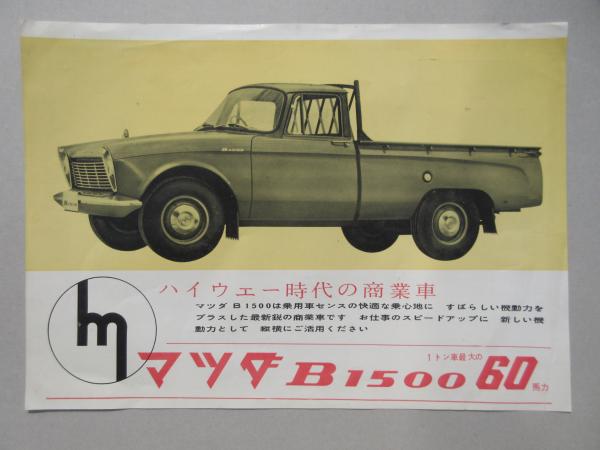 ハイウエー時代の商業車
マツダ B1500は乗用車センスの快適な乗心地に すばらしい機動力を
プラスした最新鋭の商業車です お仕事のスピードアップに 新しい機
動力として 縦横にご活用ください
マツダ B1500
1トン車最大の
60馬力